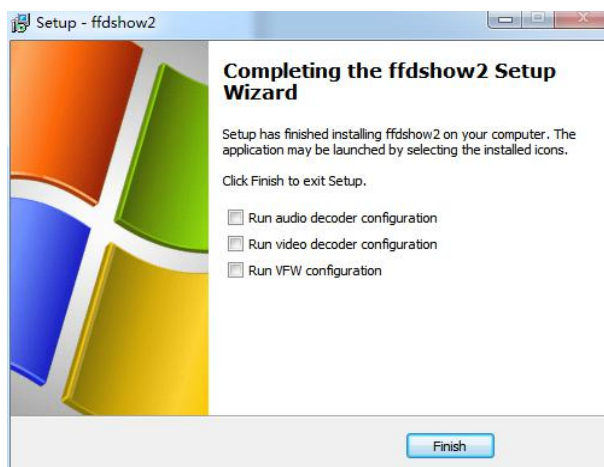 Setup - ffdshow2
Completing the ffdshow2 Setup
Wizard
Setup has finished installing ffdshow2 on your computer. The
application may be launched by selecting the installed icons.
Click Finish to exit Setup.
Run audio decoder configuration
Run video decoder configuration
Run VFW configuration
Finish